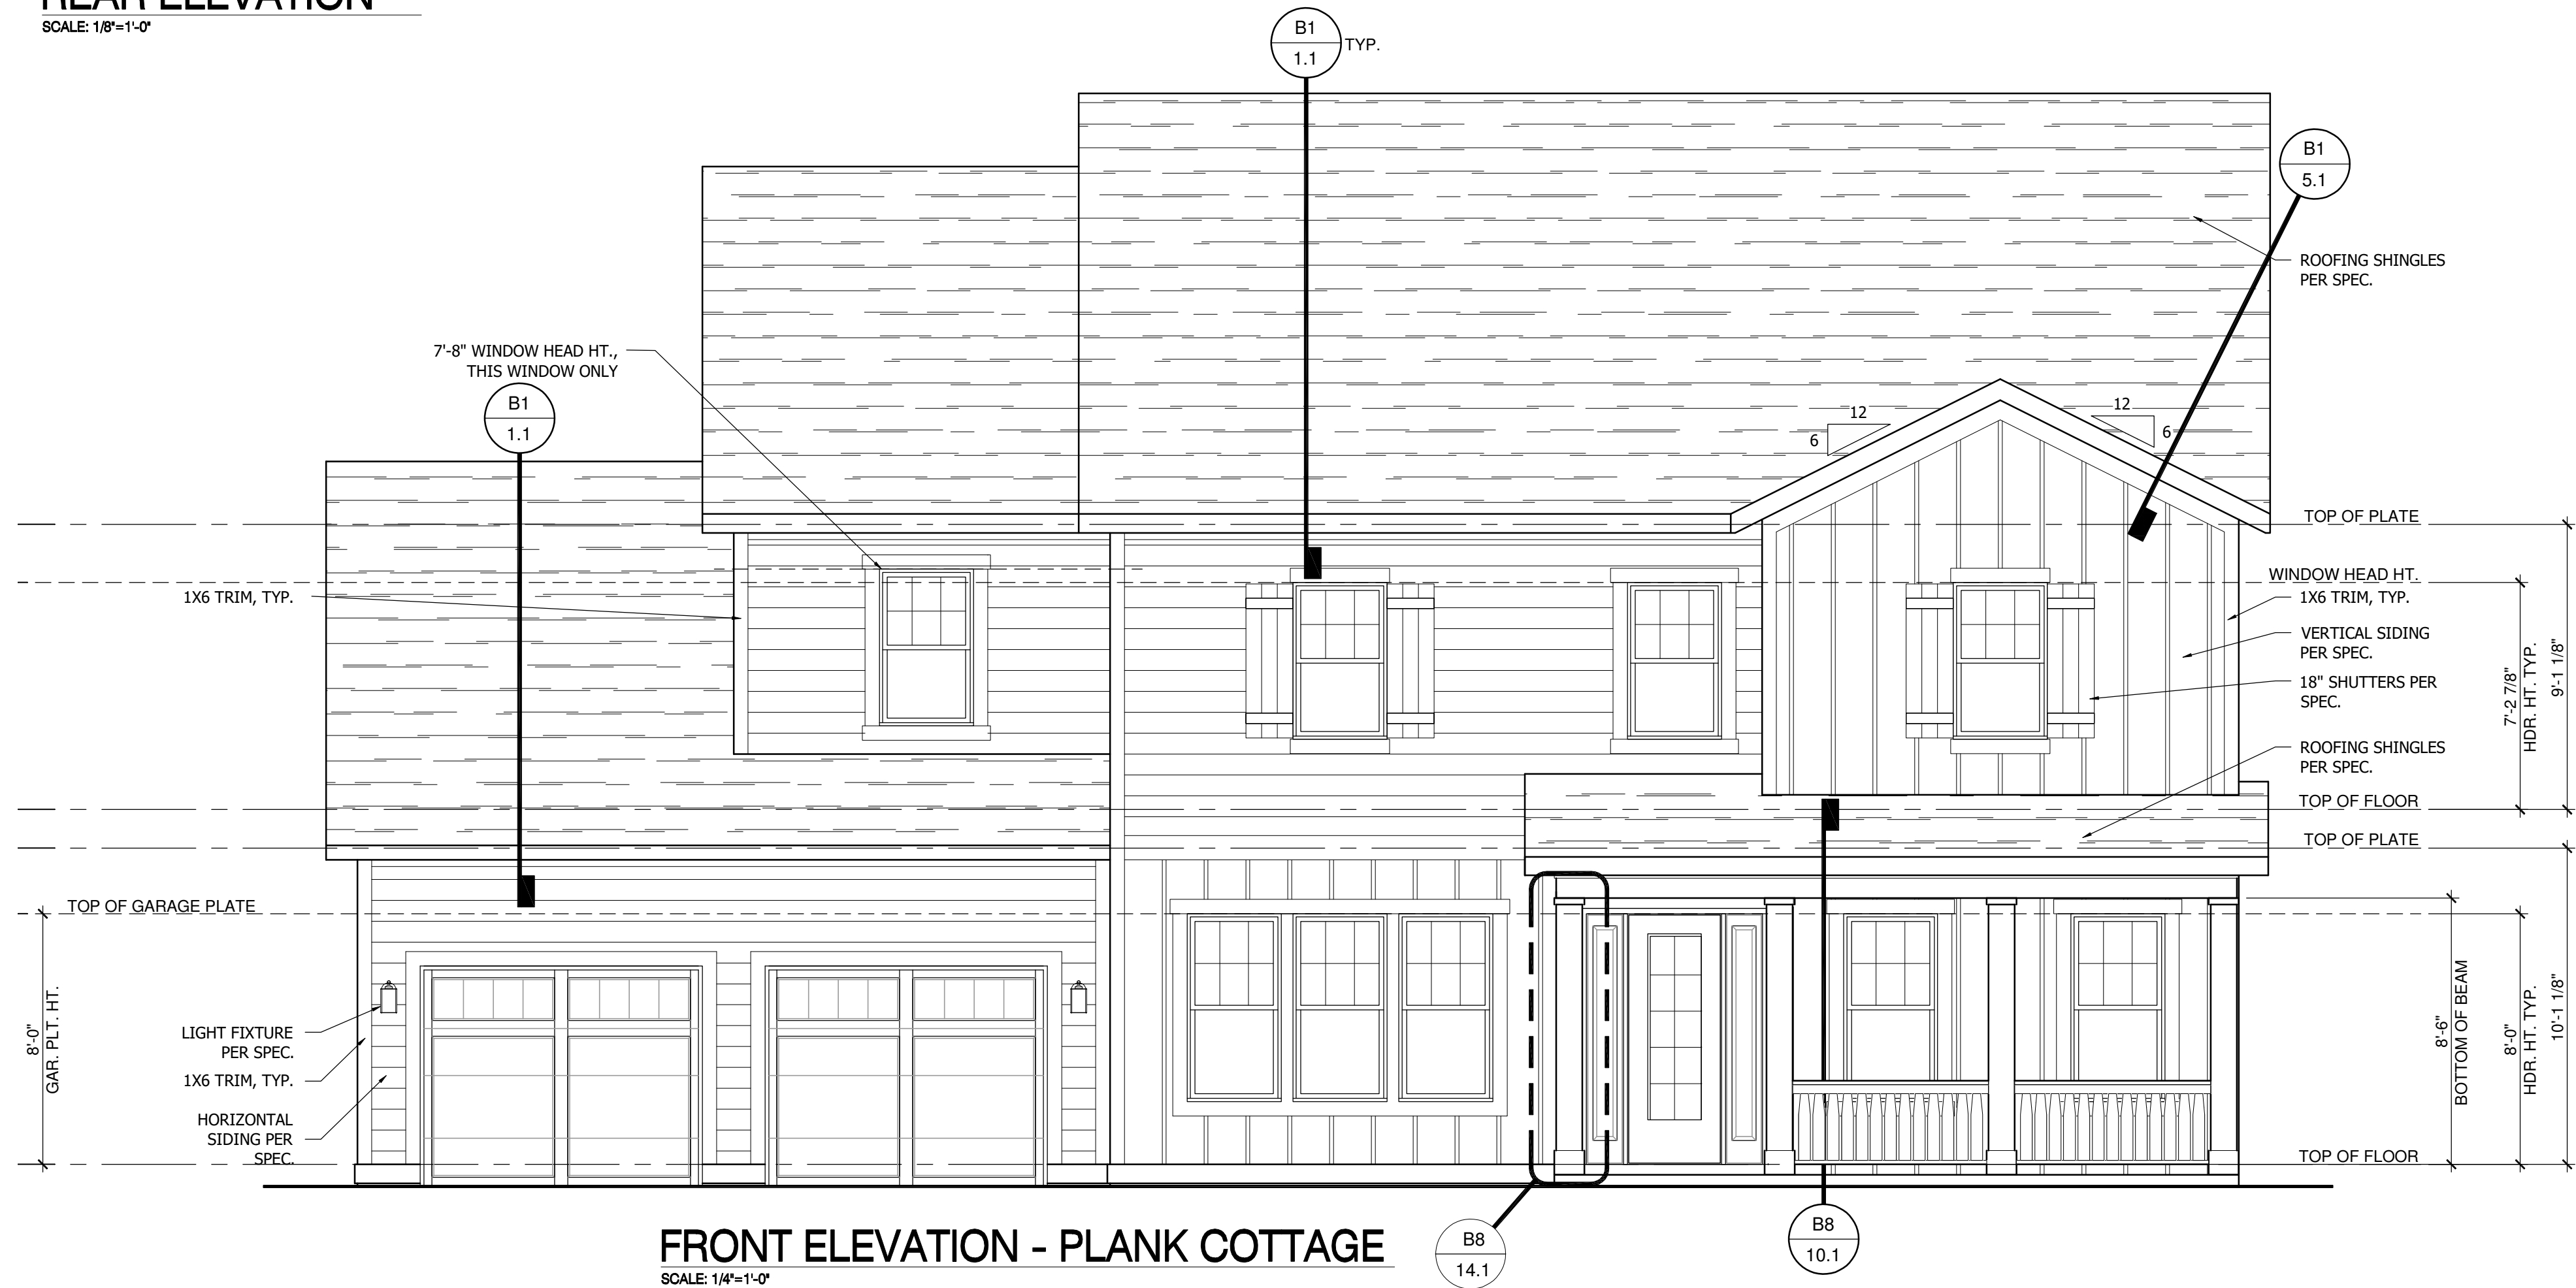 REAR ELEVATION
SCALE: 1/8"=1'-0"
B1
1.1
TYP.
B1
5.1
ROOFING SHINGLES
PER SPEC.
7'-8" WINDOW HEAD HT.,
THIS WINDOW ONLY
B1
1.1
12
6
12
6
TOP OF PLATE
WINDOW HEAD HT.
1X6 TRIM, TYP.
1X6 TRIM, TYP.
VERTICAL SIDING
PER SPEC.
18" SHUTTERS PER
SPEC.
7'-2 7/8"
HDR. HT. TYP.
9'-1 1/8"
ROOFING SHINGLES
PER SPEC.
TOP OF FLOOR
TOP OF PLATE
TOP OF GARAGE PLATE
8'-0"
GAR. PLT. HT.
LIGHT FIXTURE
PER SPEC.
1X6 TRIM, TYP.
HORIZONTAL
SIDING PER
SPEC.
8'-6"
BOTTOM OF BEAM
8'-0"
HDR. HT. TYP.
10'-1 1/8"
TOP OF FLOOR
FRONT ELEVATION - PLANK COTTAGE
SCALE: 1/4"=1'-0"
B8
14.1
B8
10.1